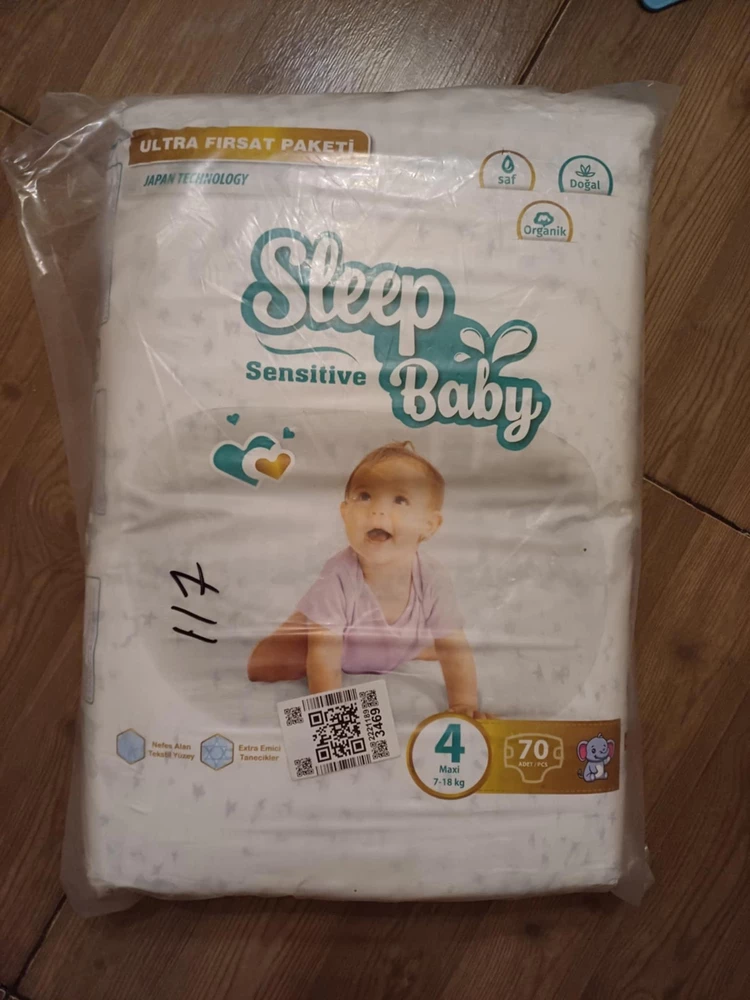 ULTRA FIRSAT PAKETİ
JAPAN TECHNOLOGY
saf
Doğal
Organik
Sleep
Sensitive
Baby
117
2231189
3469
Nefes Alan
Tekstil Yüzey
Extra Emici
Tanecikler
4
Maxi
7-18 kg
70
ADET / PCS